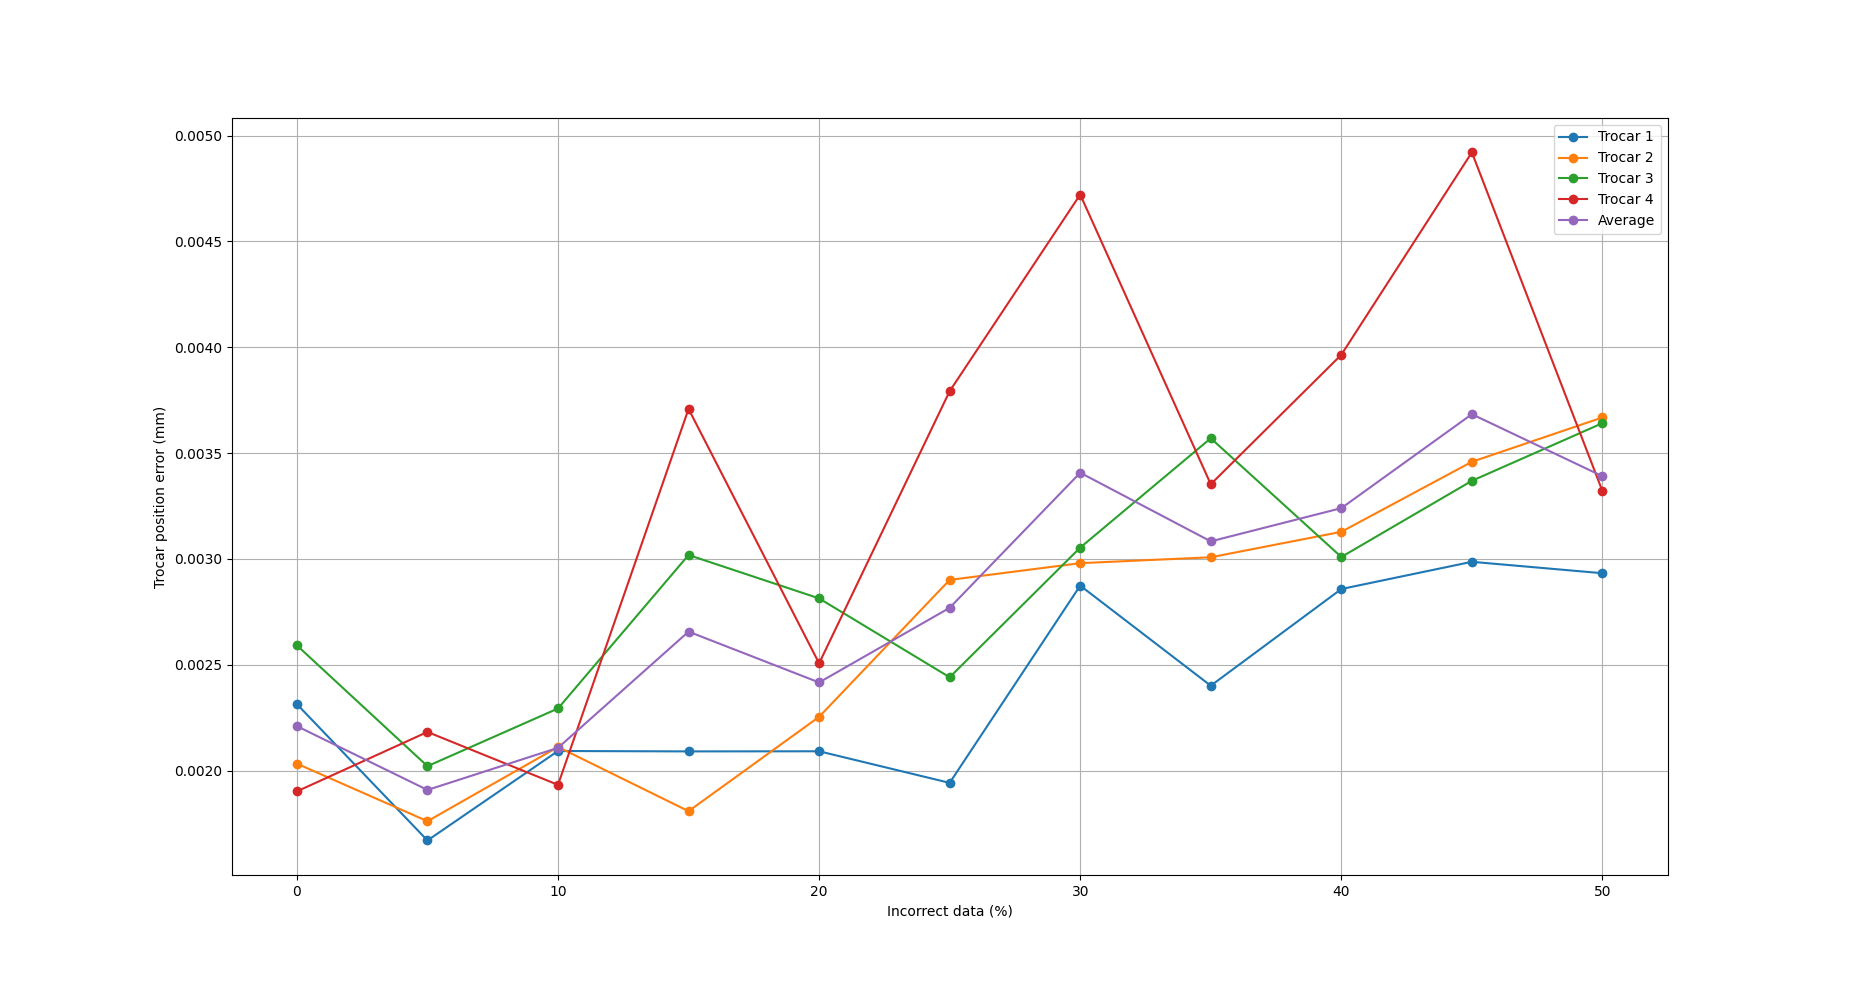 0.0050
0.0045
0.0040
0.0035
0.0030
0.0025
0.0020
Trocar position error (mm)
0 10 20 30 40 50
Incorrect data (%)
Trocar 1
Trocar 2
Trocar 3
Trocar 4
Average